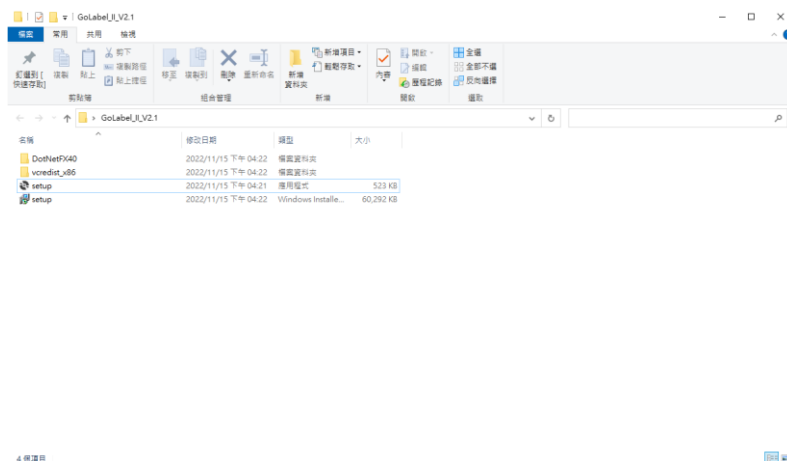 GoLabel_II_V2.1
檔案 常用 共用 檢視
釘選到 [快速存取]
複製
貼上
剪下
複製路徑
貼上捷徑
剪貼簿
移至
複製到
刪除
重新命名
組合管理
新增資料夾
新增項目
輕鬆存取
新增
內容
開啟
編輯
歷程記錄
開啟
全選
全部不選
反向選擇
選取
GoLabel_II_V2.1
名稱 修改日期 類型 大小
DotNetFX40 2022/11/15 下午 04:22 檔案資料夾
vcredist_x86 2022/11/15 下午 04:22 檔案資料夾
setup 2022/11/15 下午 04:21 應用程式 523 KB
setup 2022/11/15 下午 04:22 Windows Installe... 60,292 KB
4 個項目